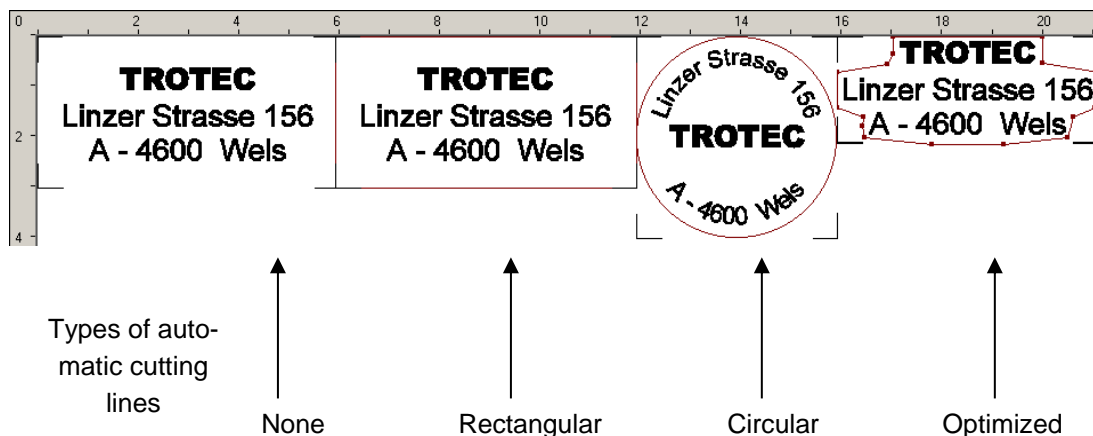 0 2 4 6 8 10 12 14 16 18 20
2
4
TROTEC
Linzer Strasse 156
A - 4600 Wels
TROTEC
Linzer Strasse 156
A - 4600 Wels
Linzer Strasse 156
TROTEC
A - 4600 Wels
TROTEC
Linzer Strasse 156
A - 4600 Wels
Types of auto-
matic cutting
lines
None
Rectangular
Circular
Optimized